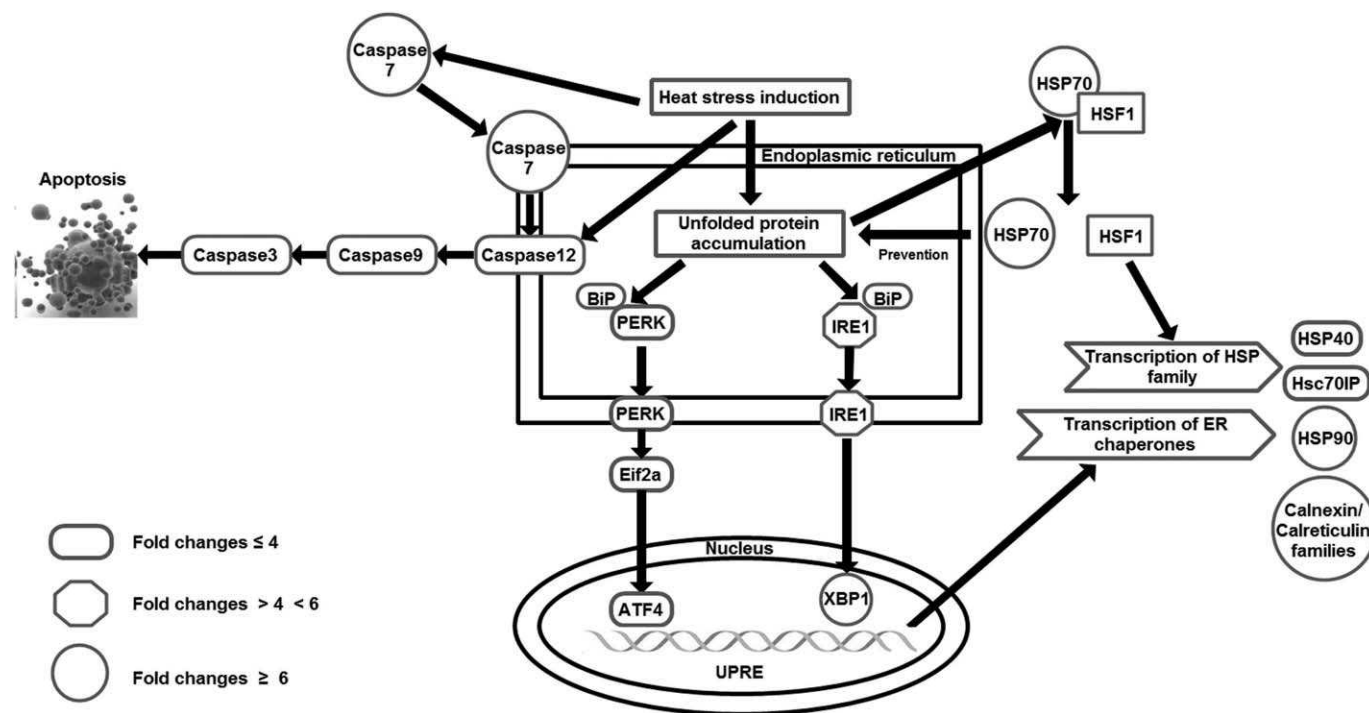 Caspase
7
Heat stress induction
HSP70
HSF1
Caspase
7
Endoplasmic reticulum
Apoptosis
Unfolded protein
accumulation
HSP70
HSF1
Prevention
Caspase3
Caspase9
Caspase12
BiP
PERK
BiP
IRE1
Transcription of HSP
family
HSP40
Hsc70IP
PERK
IRE1
Transcription of ER
chaperones
HSP90
Eif2a
Calnexin/
Calreticulin
families
Fold changes ≤ 4
Nucleus
Fold changes > 4 < 6
ATF4
XBP1
UPRE
Fold changes ≥ 6